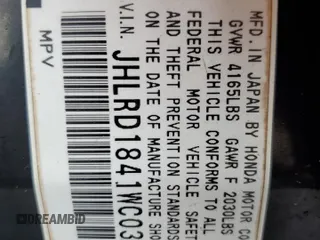 MFD. IN JAPAN BY HONDA MOTOR CO
GVWR 4165LBS GAWR F 2030LBS
THIS VEHICLE CONFORMS TO ALL
FEDERAL MOTOR VEHICLE SAFET
AND THEFT PREVENTION STANDARDS
ON THE DATE OF MANUFACTURE SHO
V.I.N. JHLRD1841WC03
MPV
DREAMBID